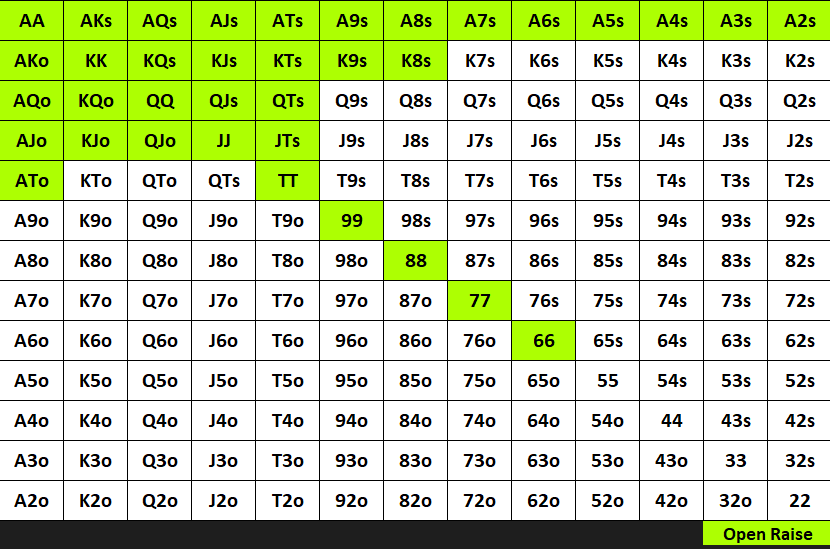 AA AKs AQs AJs ATs A9s A8s A7s A6s A5s A4s A3s A2s
AKo KK KQs KJs KTs K9s K8s K7s K6s K5s K4s K3s K2s
AQo KQo QQ QJs QTs Q9s Q8s Q7s Q6s Q5s Q4s Q3s Q2s
AJo KJo QJo JJ JTs J9s J8s J7s J6s J5s J4s J3s J2s
ATo KTo QTo QTs TT T9s T8s T7s T6s T5s T4s T3s T2s
A9o K9o Q9o J9o T9o 99 98s 97s 96s 95s 94s 93s 92s
A8o K8o Q8o J8o T8o 98o 88 87s 86s 85s 84s 83s 82s
A7o K7o Q7o J7o T7o 97o 87o 77 76s 75s 74s 73s 72s
A6o K6o Q6o J6o T6o 96o 86o 76o 66 65s 64s 63s 62s
A5o K5o Q5o J5o T5o 95o 85o 75o 65o 55 54s 53s 52s
A4o K4o Q4o J4o T4o 94o 84o 74o 64o 54o 44 43s 42s
A3o K3o Q3o J3o T3o 93o 83o 73o 63o 53o 43o 33 32s
A2o K2o Q2o J2o T2o 92o 82o 72o 62o 52o 42o 32o 22
Open Raise